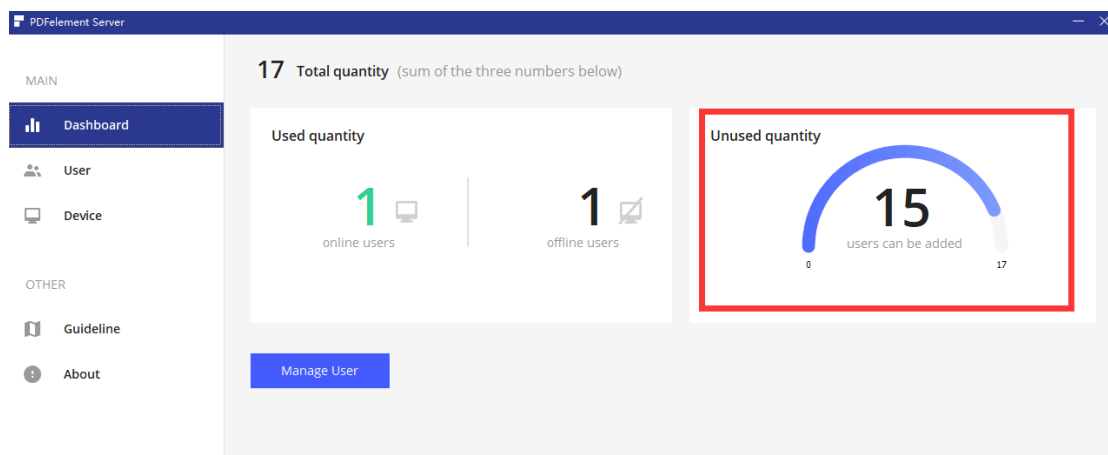 PDFelement Server
MAIN
Dashboard
User
Device
OTHER
Guideline
About
17 Total quantity (sum of the three numbers below)
Used quantity
1
online users
1
offline users
Unused quantity
15
users can be added
0 17
Manage User